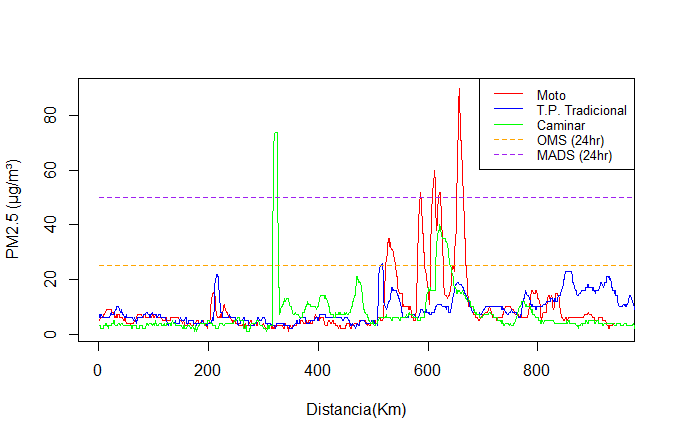 Moto
T.P. Tradicional
Caminar
OMS (24hr)
MADS (24hr)
PM2.5 (µg/m³)
80
60
40
20
0
0 200 400 600 800
Distancia(Km)